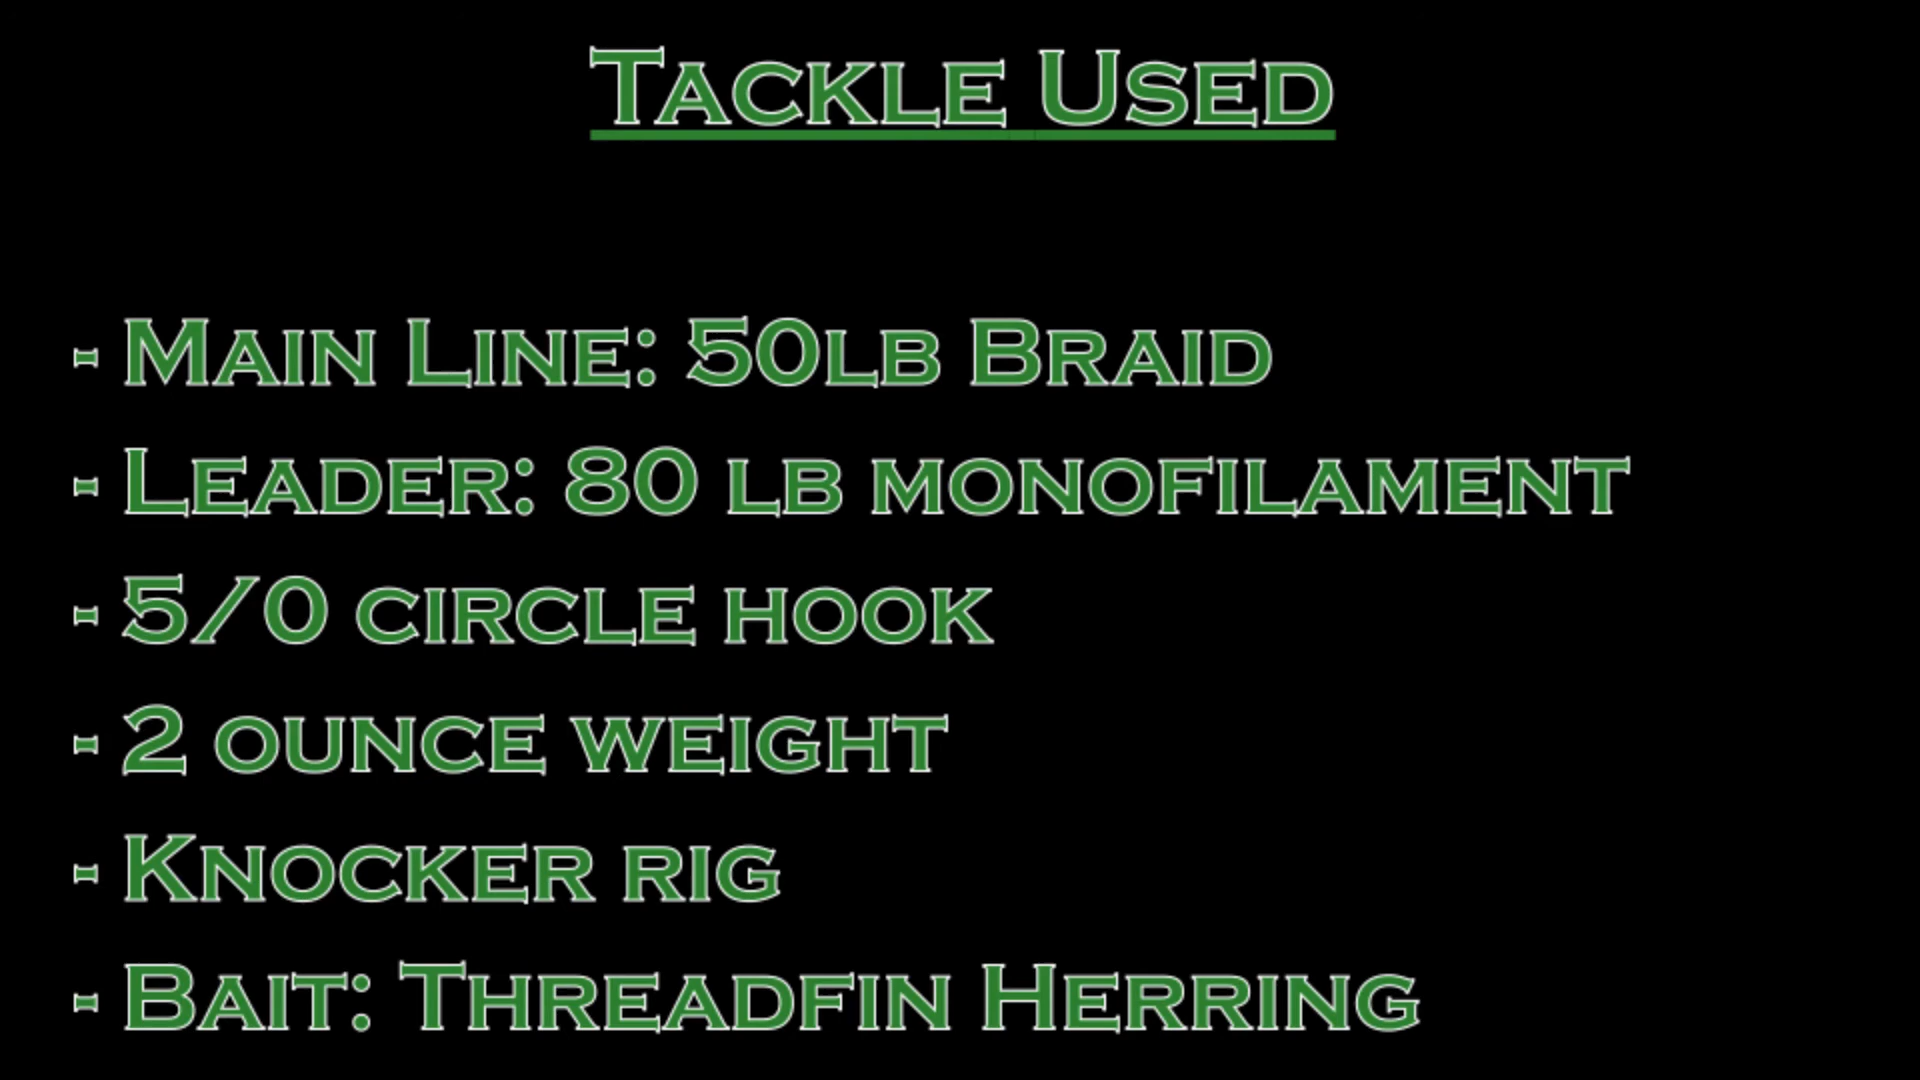 Tackle Used
- Main Line: 50lb Braid
- Leader: 80 lb monofilament
- 5/0 circle hook
- 2 ounce weight
- Knocker rig
- Bait: Threadfin Herring